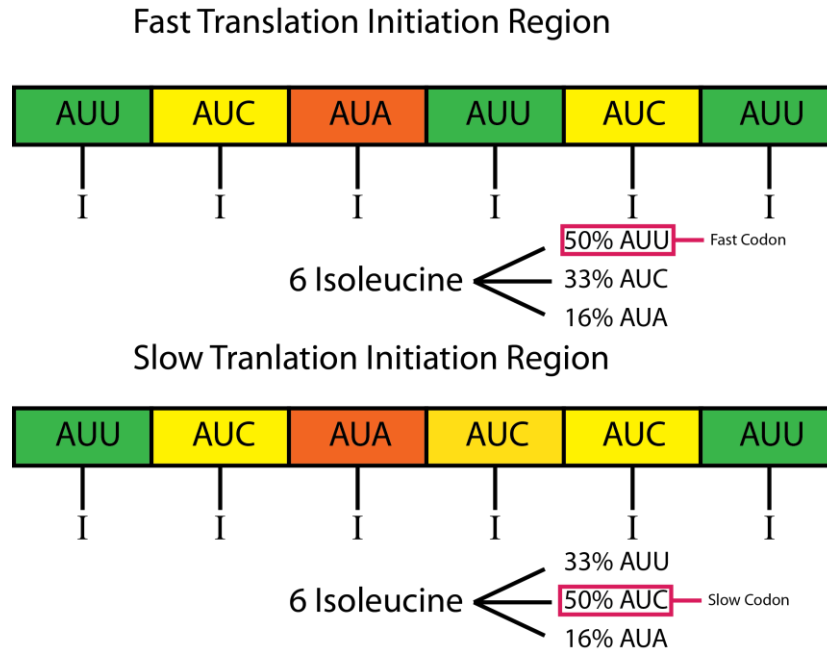 Fast Translation Initiation Region
AUU AUC AUA AUU AUC AUU
I I I I I I
50% AUU Fast Codon
6 Isoleucine 33% AUC
16% AUA
Slow Tranlation Initiation Region
AUU AUC AUA AUC AUC AUU
I I I I I I
33% AUU
6 Isoleucine 50% AUC Slow Codon
16% AUA